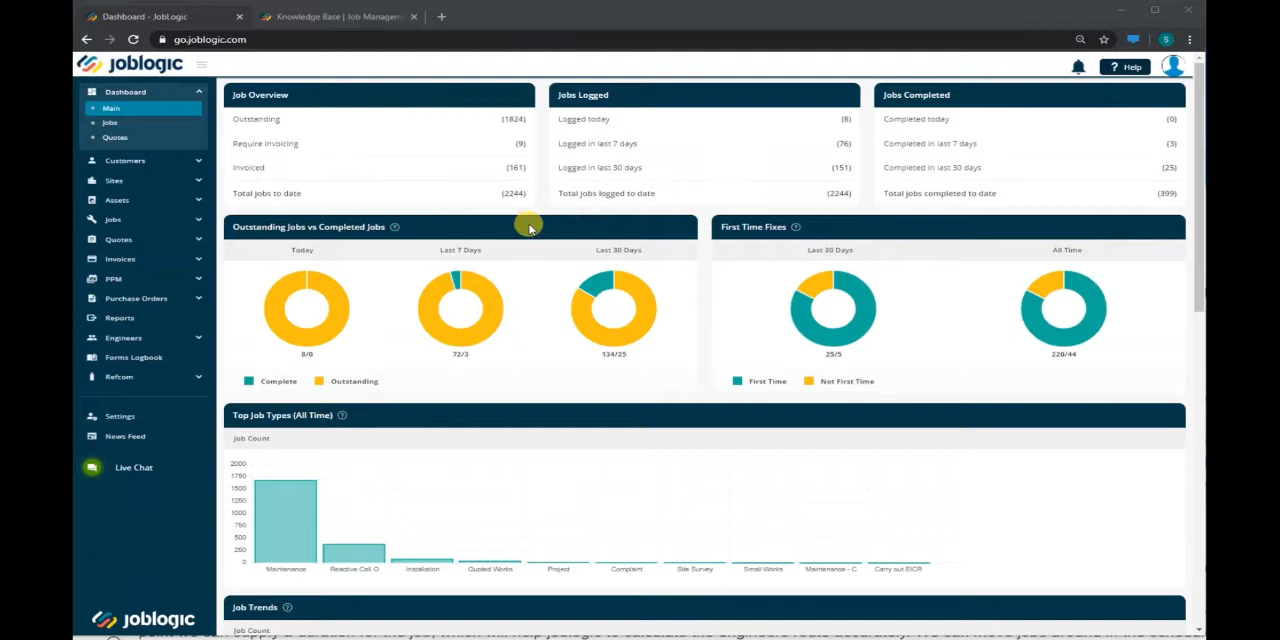 Dashboard - JobLogic
Knowledge Base | Job Managem
go.joblogic.com
joblogic
? Help
Dashboard
Main
Jobs
Quotes
Customers
Sites
Assets
Jobs
Quotes
Invoices
PPM
Purchase Orders
Reports
Engineers
Forms Logbook
Refcom
Settings
News Feed
Live Chat
joblogic
Job Overview
Outstanding (1824)
Require invoicing (9)
Invoiced (161)
Total jobs to date (2244)
Jobs Logged
Logged today (8)
Logged in last 7 days (76)
Logged in last 30 days (151)
Total jobs logged to date (2244)
Jobs Completed
Completed today (0)
Completed in last 7 days (3)
Completed in last 30 days (25)
Total jobs completed to date (399)
Outstanding Jobs vs Completed Jobs ?
Today Last 7 Days Last 30 Days
8/0 72/3 134/25
Complete Outstanding
First Time Fixes ?
Last 30 Days All Time
25/5 220/44
First Time Not First Time
Top Job Types (All Time) ?
Job Count
2000
1750
1500
1250
1000
750
500
250
0
Maintenance Reactive Call O Installation Quoted Works Project Complaint Site Survey Small Works Maintenance - C Carry out EICR
Job Trends ?
Job Count